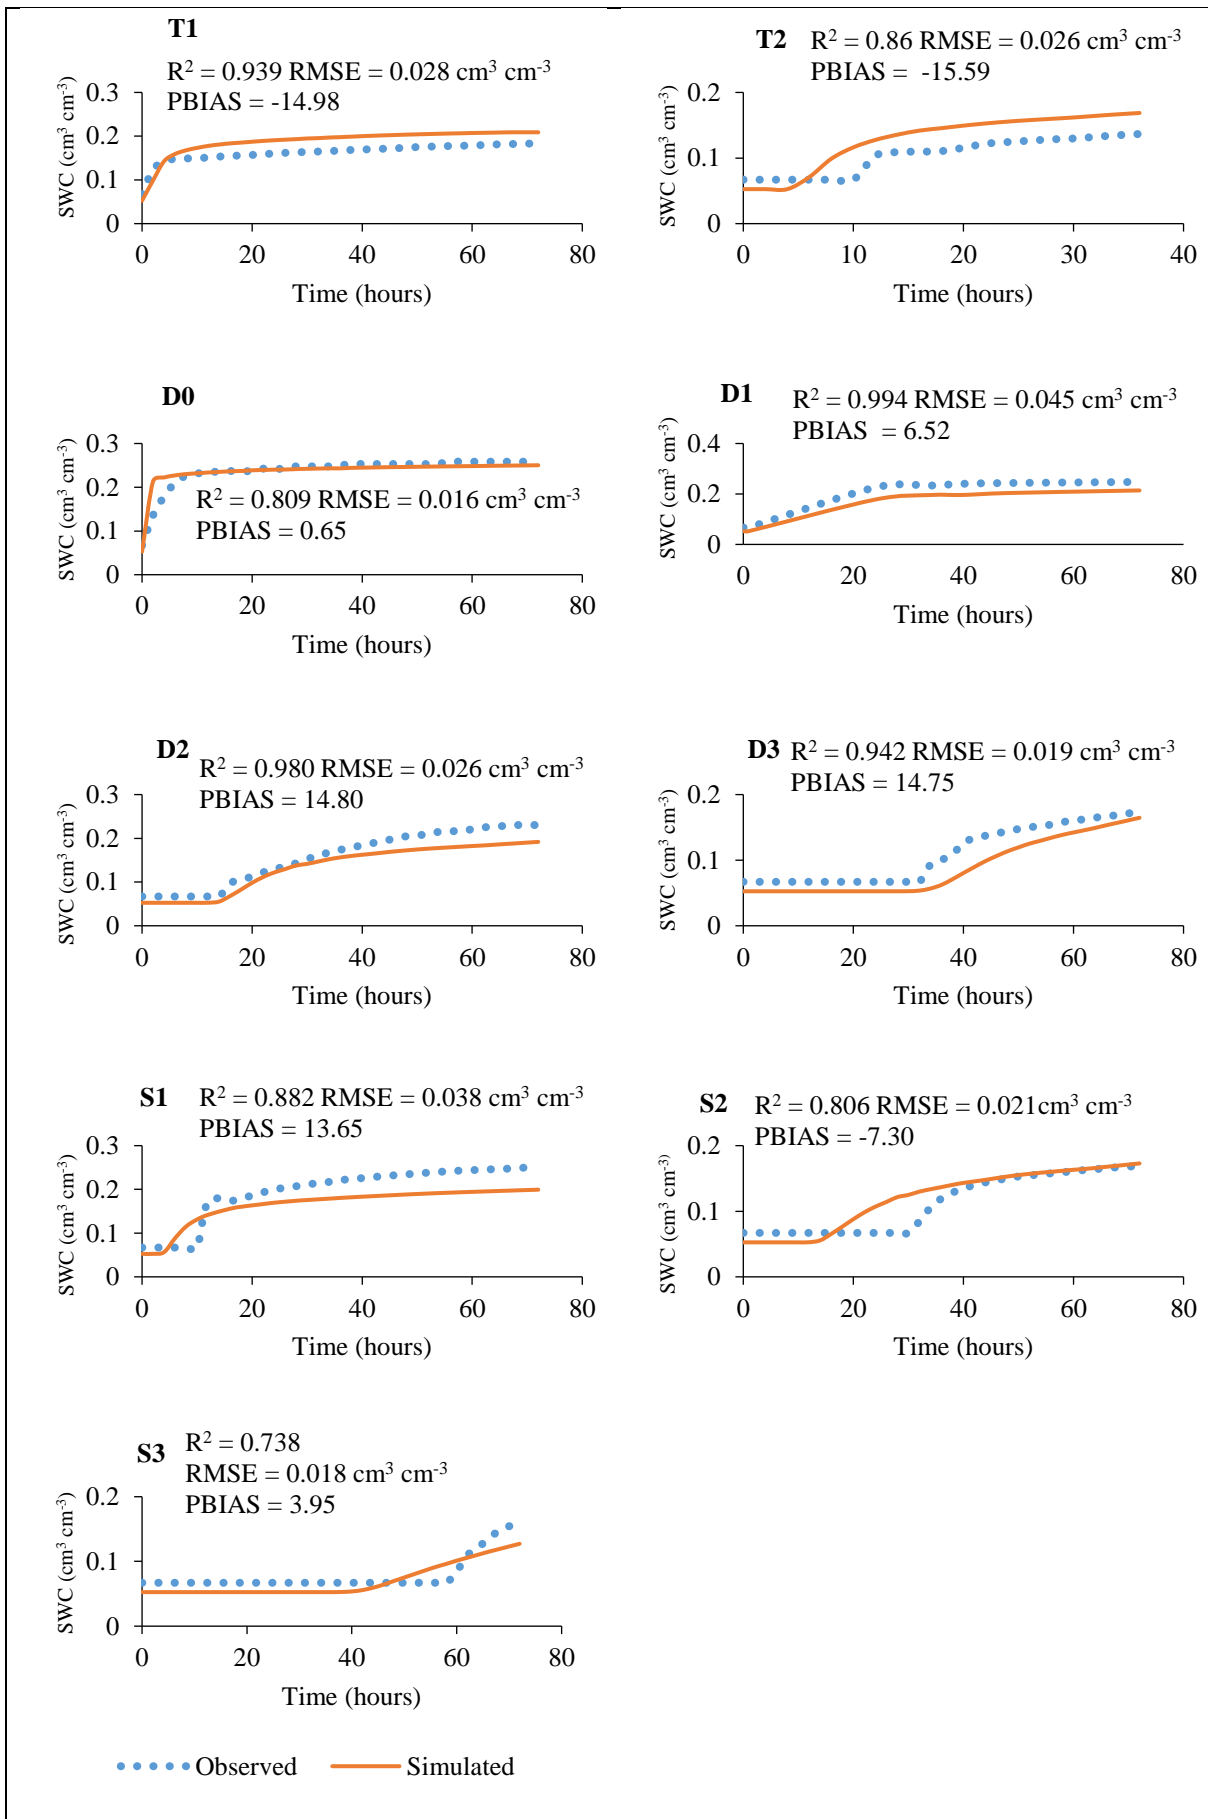 T1
R² = 0.939 RMSE = 0.028 cm³ cm⁻³
PBIAS = -14.98
SWC (cm³ cm⁻³)
0.3
0.2
0.1
0
0 20 40 60 80
Time (hours)
T2 R² = 0.86 RMSE = 0.026 cm³ cm⁻³
PBIAS = -15.59
SWC (cm³ cm⁻³)
0.2
0.1
0
0 10 20 10 30 40
Time (hours)
D0
R² = 0.809 RMSE = 0.016 cm³ cm⁻³
PBIAS = 0.65
SWC (cm³ cm⁻³)
0.3
0.2
0.1
0
0 20 40 60 80
Time (hours)
D1 R² = 0.994 RMSE = 0.045 cm³ cm⁻³
PBIAS = 6.52
SWC (cm³ cm⁻³)
0.4
0.2
0
0 20 40 60 80
Time (hours)
D2 R² = 0.980 RMSE = 0.026 cm³ cm⁻³
PBIAS = 14.80
SWC (cm³ cm⁻³)
0.3
0.2
0.1
0
0 20 40 60 80
Time (hours)
D3 R² = 0.942 RMSE = 0.019 cm³ cm⁻³
PBIAS = 14.75
SWC (cm³ cm⁻³)
0.2
0.1
0
0 20 40 60 80
Time (hours)
S1 R² = 0.882 RMSE = 0.038 cm³ cm⁻³
PBIAS = 13.65
SWC (cm³ cm⁻³)
0.3
0.2
0.1
0
0 20 40 60 80
Time (hours)
S2 R² = 0.806 RMSE = 0.021cm³ cm⁻³
PBIAS = -7.30
SWC (cm³ cm⁻³)
0.2
0.1
0
0 20 40 60 80
Time (hours)
S3 R² = 0.738
RMSE = 0.018 cm³ cm⁻³
PBIAS = 3.95
SWC (cm³ cm⁻³)
0.2
0.1
0
0 20 40 60 80
Time (hours)
Observed Simulated